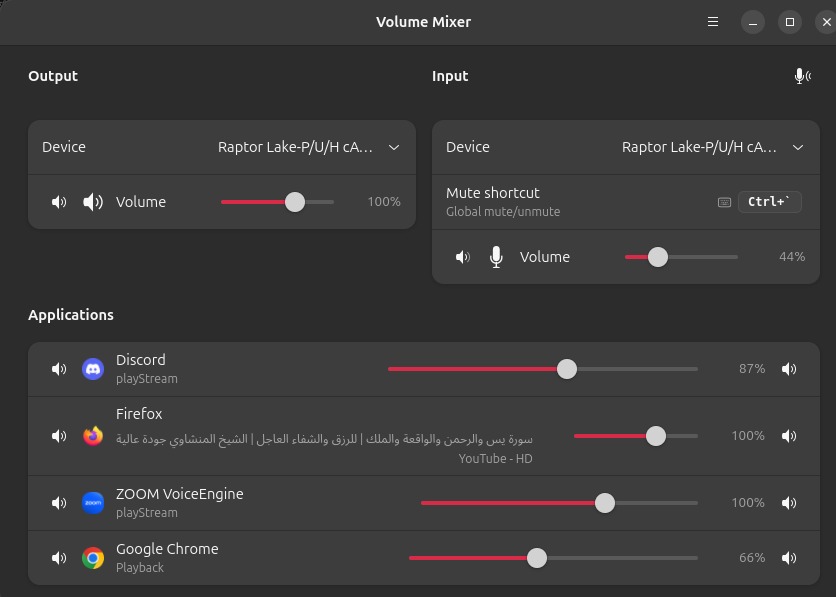 Volume Mixer
Output
Device
Raptor Lake-P/U/H cA...
Volume
100%
Input
Device
Raptor Lake-P/U/H cA...
Mute shortcut
Global mute/unmute
Ctrl+`
Volume
44%
Applications
Discord
playStream
87%
Firefox
سورة يس والرحمن والواقعة والملك | للرزق والشفاء العاجل | الشيخ المنشاوي جودة عالية
YouTube - HD
100%
zoom
ZOOM VoiceEngine
playStream
100%
Google Chrome
Playback
66%